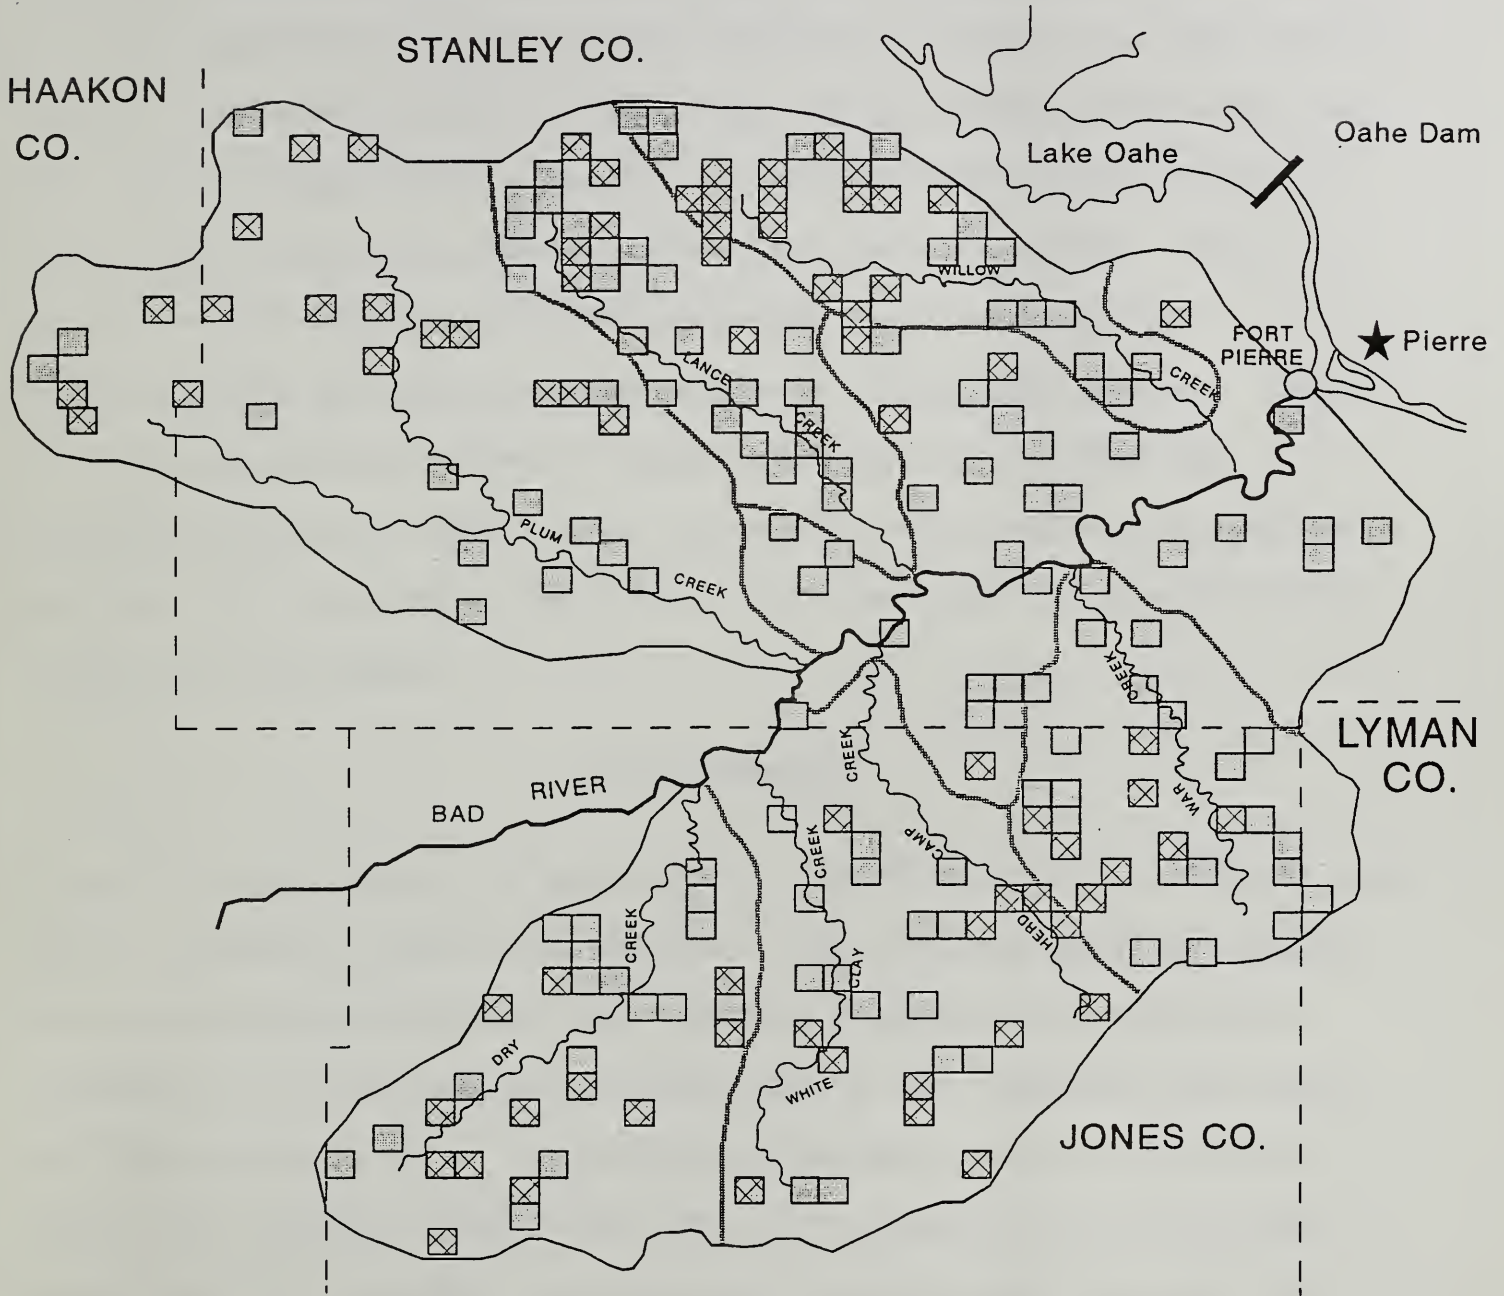 STANLEY CO.
HAAKON
CO.
Oahe Dam
Lake Oahe
WILLOW
FORT
PIERRE
Pierre
LANCE
CREEK
CREEK
PLUM
CREEK
CREEK
LYMAN
CO.
CREEK
WAR
RIVER
BAD
CREEK
CAMP
HERD
CREEK
CLAY
WHITE
CREEK
DRY
JONES CO.